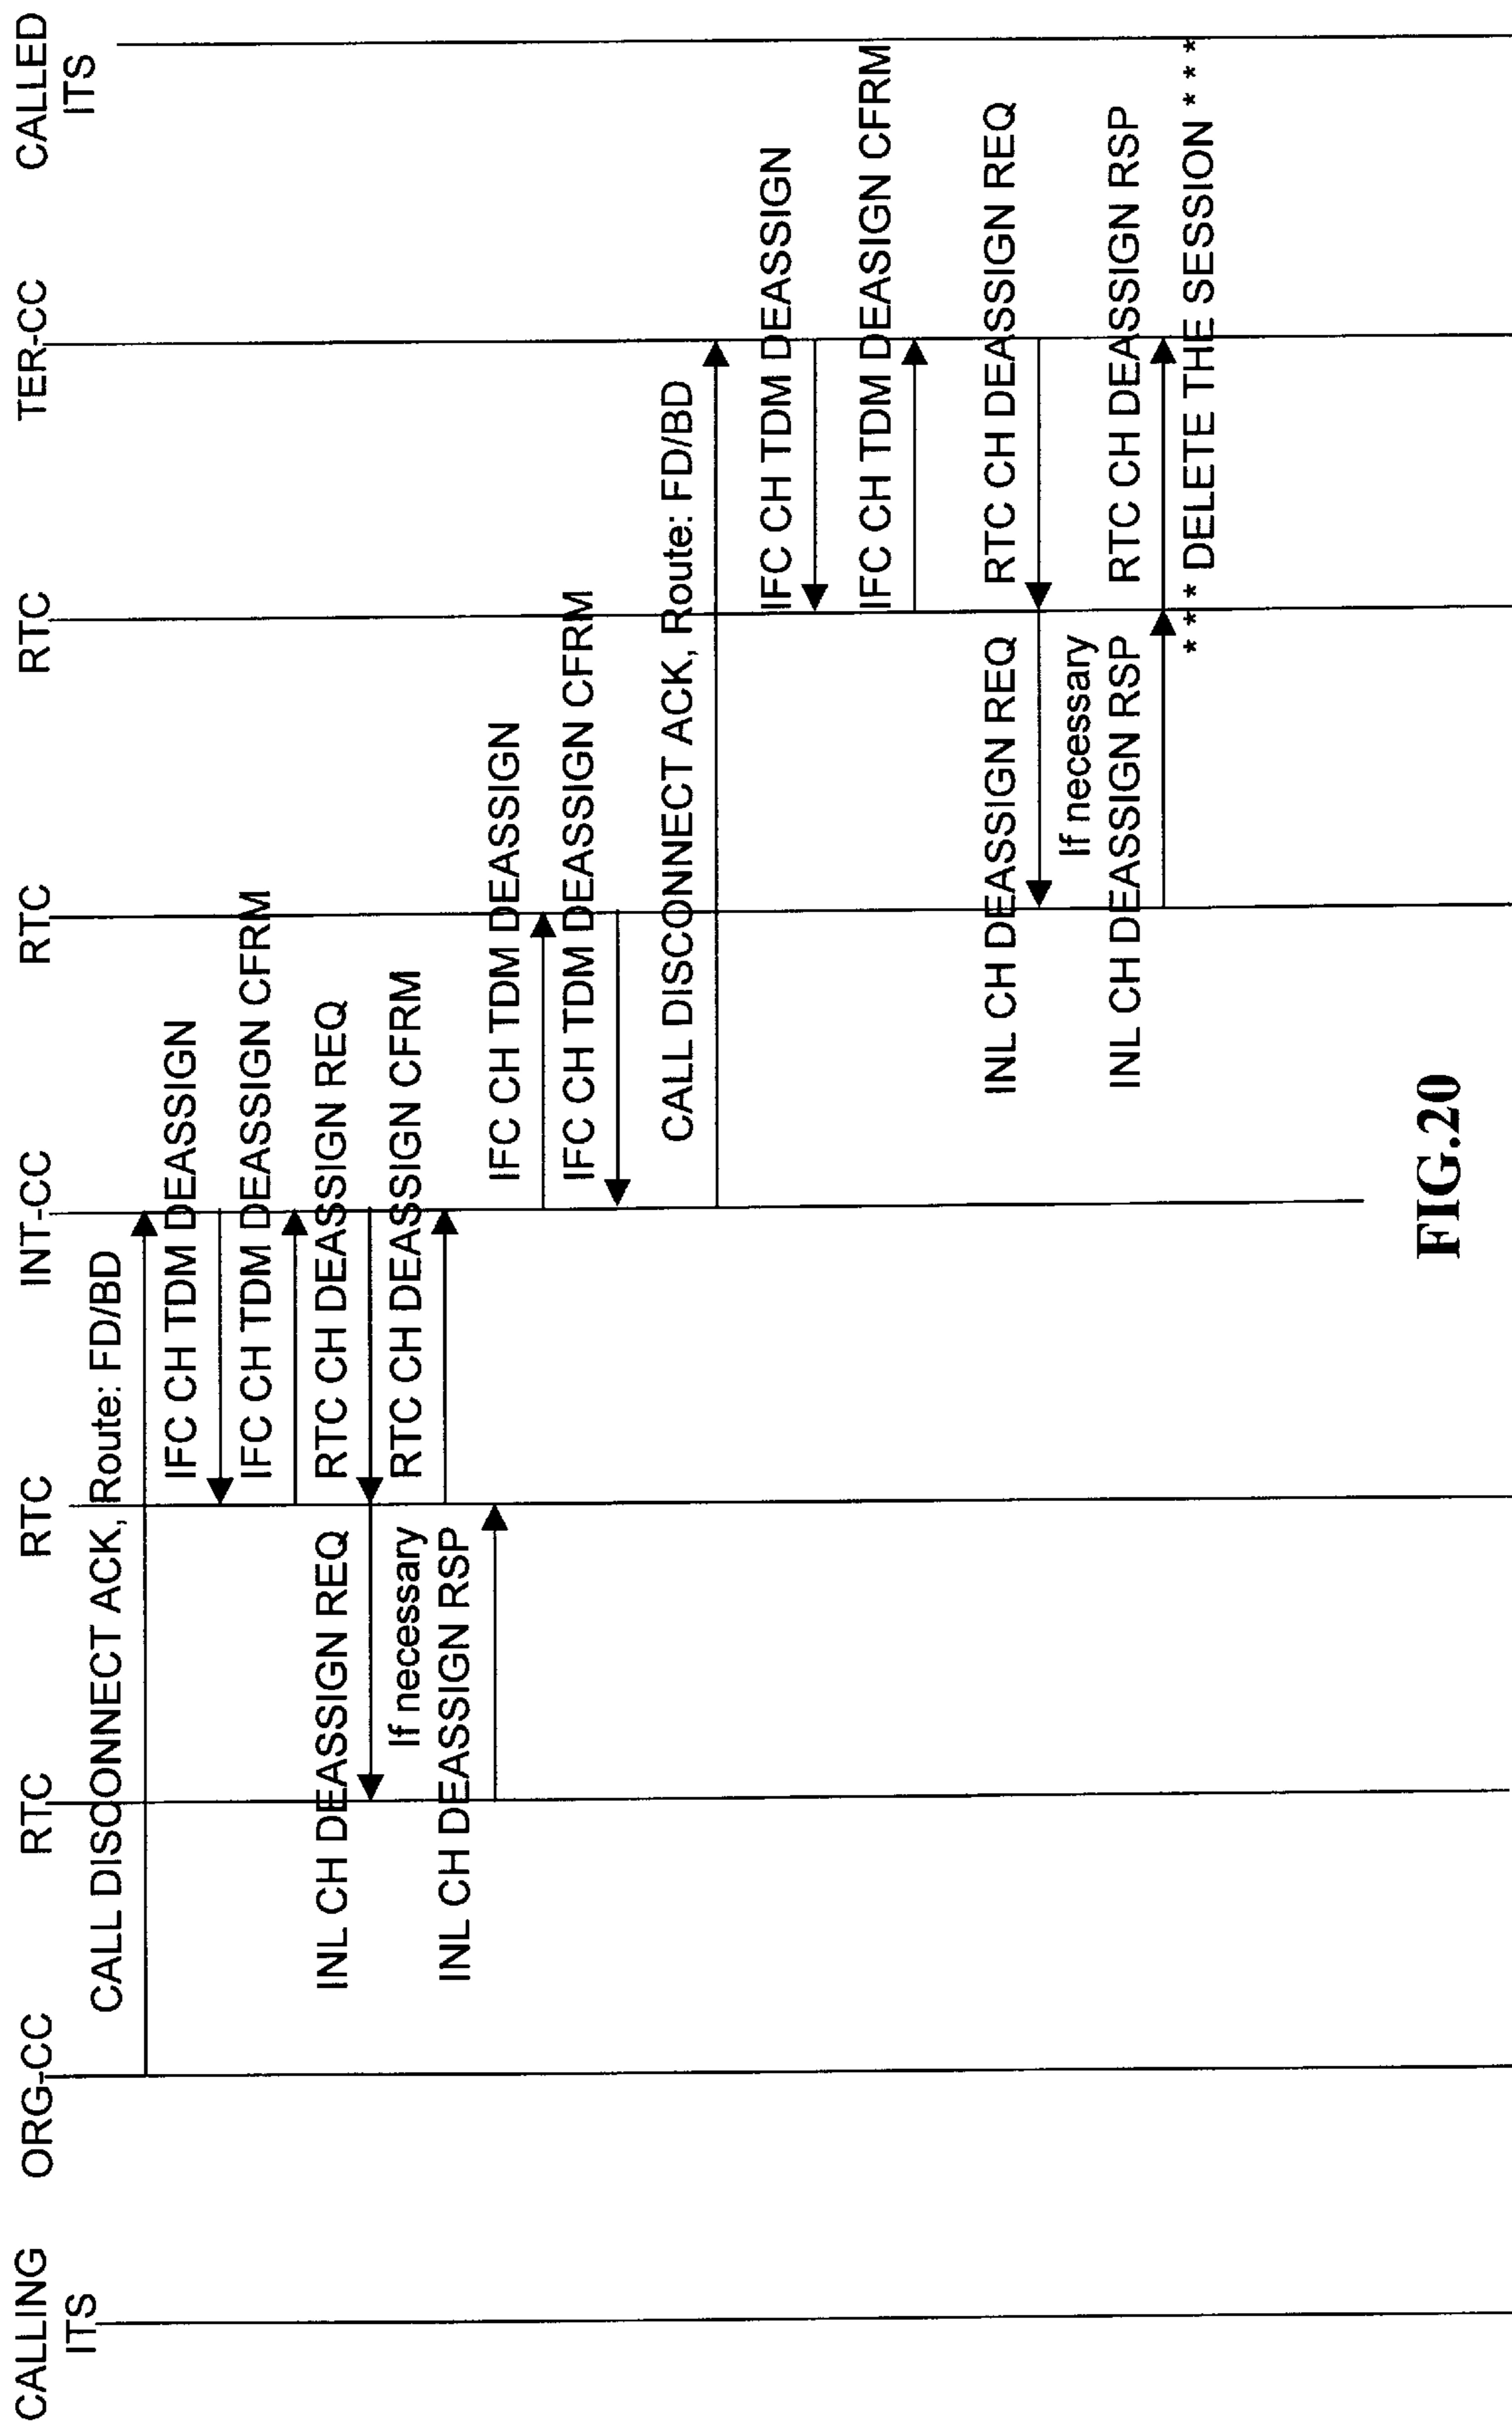 CALLING
ITS
ORG-CC
RTC
RTC
INT-CC
RTC
RTC
TER-CC
CALLED
ITS
CALL DISCONNECT ACK, Route: FD/BD
IFC CH TDM DEASSIGN
IFC CH TDM DEASSIGN CFRM
INL CH DEASSIGN REQ
RTC CH DEASSIGN REQ
If necessary
RTC CH DEASSIGN CFRM
INL CH DEASSIGN RSP
IFC CH TDM DEASSIGN
IFC CH TDM DEASSIGN CFRM
CALL DISCONNECT ACK, Route: FD/BD
IFC CH TDM DEASSIGN
IFC CH TDM DEASIGN CFRM
INL CH DEASSIGN REQ
RTC CH DEASSIGN REQ
If necessary
INL CH DEASSIGN RSP
RTC CH DEASSIGN RSP
* * * DELETE THE SESSION * * *
FIG.20